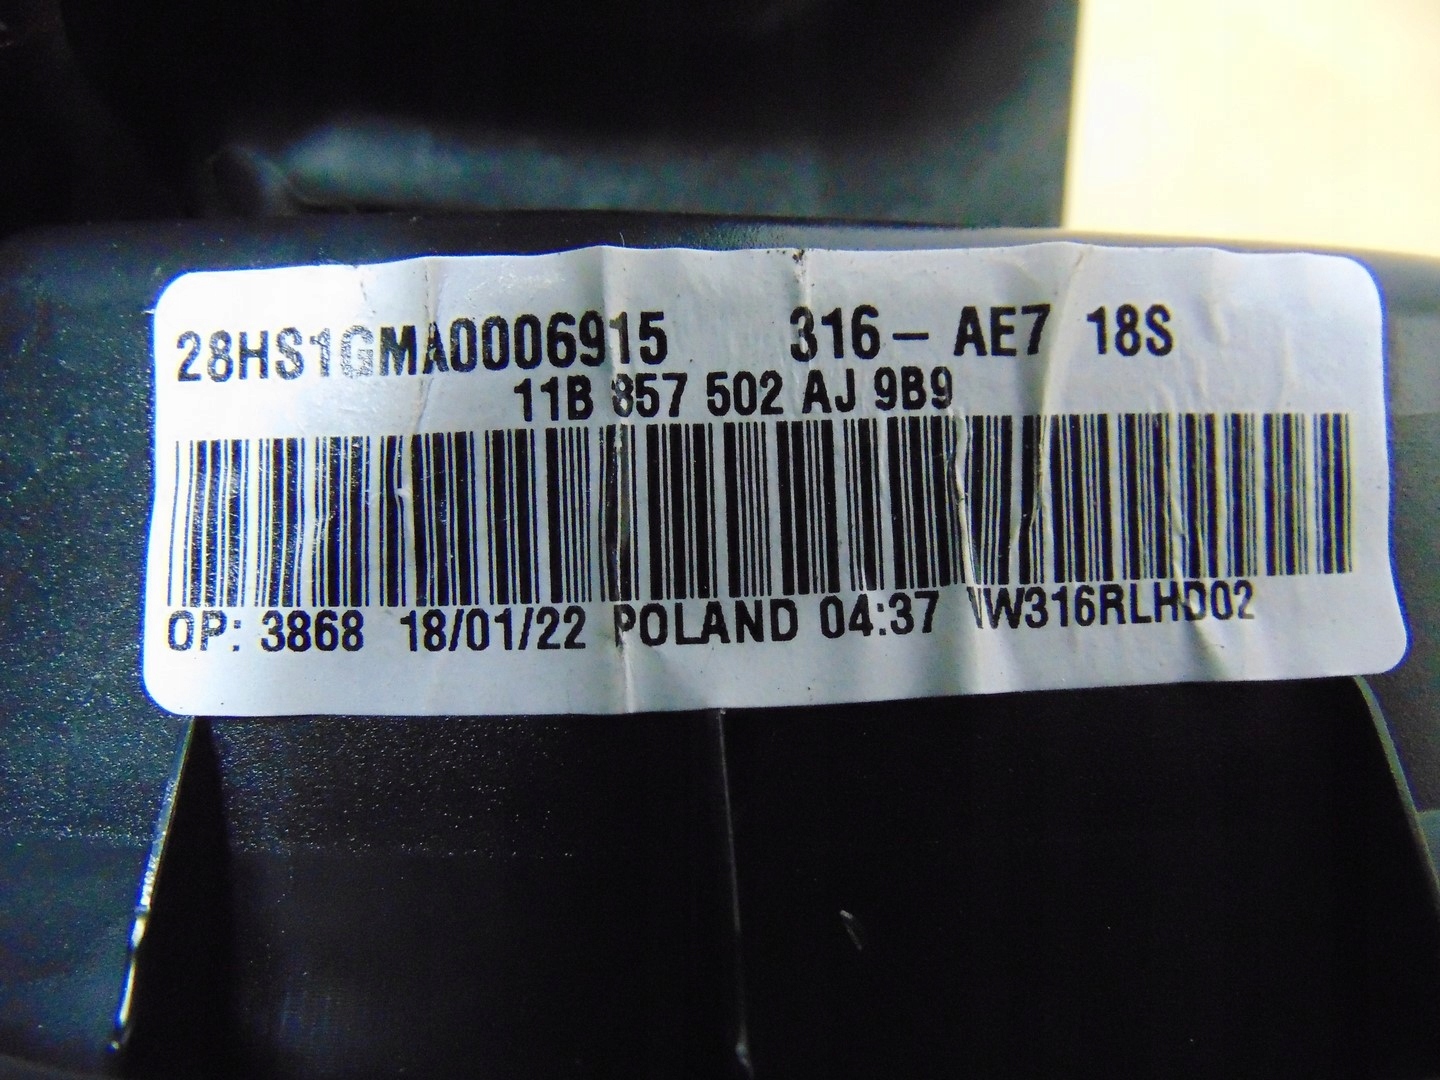 28HS1GMA0006915 316 - AE7 18S
11B 857 502 AJ 9B9
OP: 3868 18/01/22 POLAND 04:37 VW316RLHD02